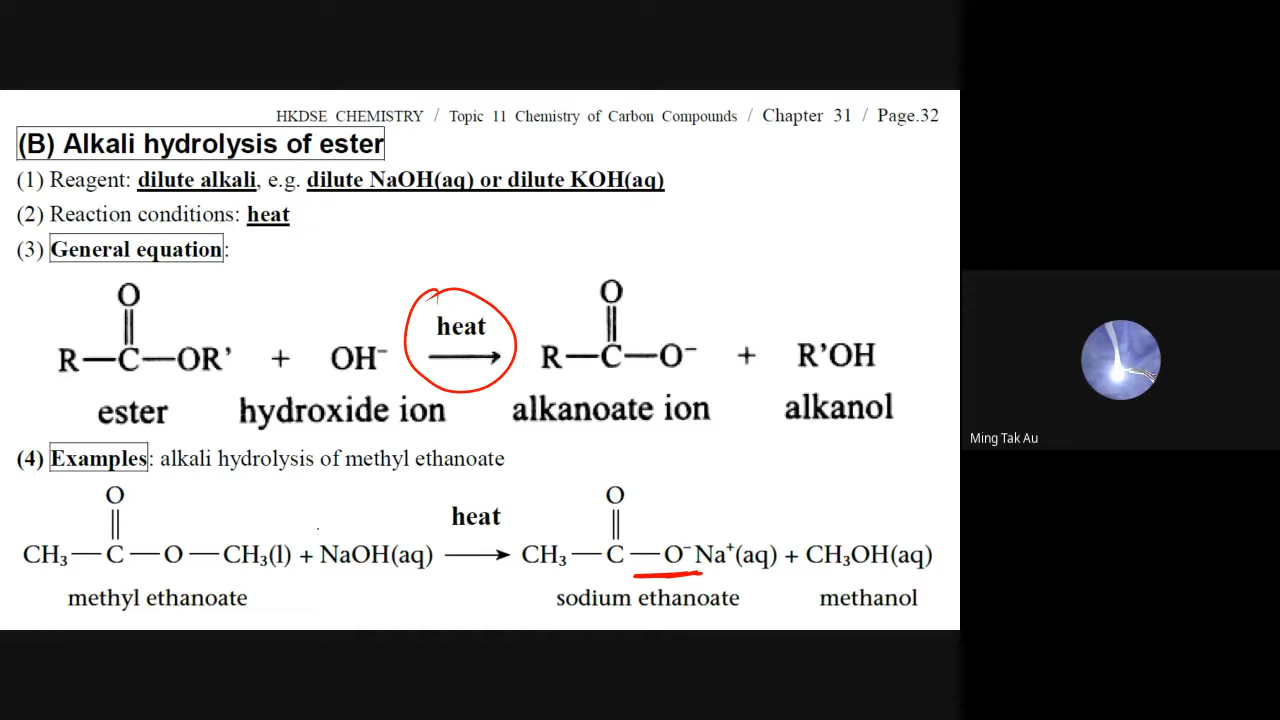 HKDSE CHEMISTRY / Topic 11 Chemistry of Carbon Compounds / Chapter 31 / Page.32
(B) Alkali hydrolysis of ester
(1) Reagent: dilute alkali, e.g. dilute NaOH(aq) or dilute KOH(aq)
(2) Reaction conditions: heat
(3) General equation:
O
heat
O
R—C—OR' + OH⁻ → R—C—O⁻ + R'OH
ester hydroxide ion alkanoate ion alkanol
(4) Examples: alkali hydrolysis of methyl ethanoate
O
heat
O
CH₃—C—O—CH₃(l) + NaOH(aq) → CH₃—C—O⁻Na⁺(aq) + CH₃OH(aq)
methyl ethanoate sodium ethanoate methanol
Ming Tak Au